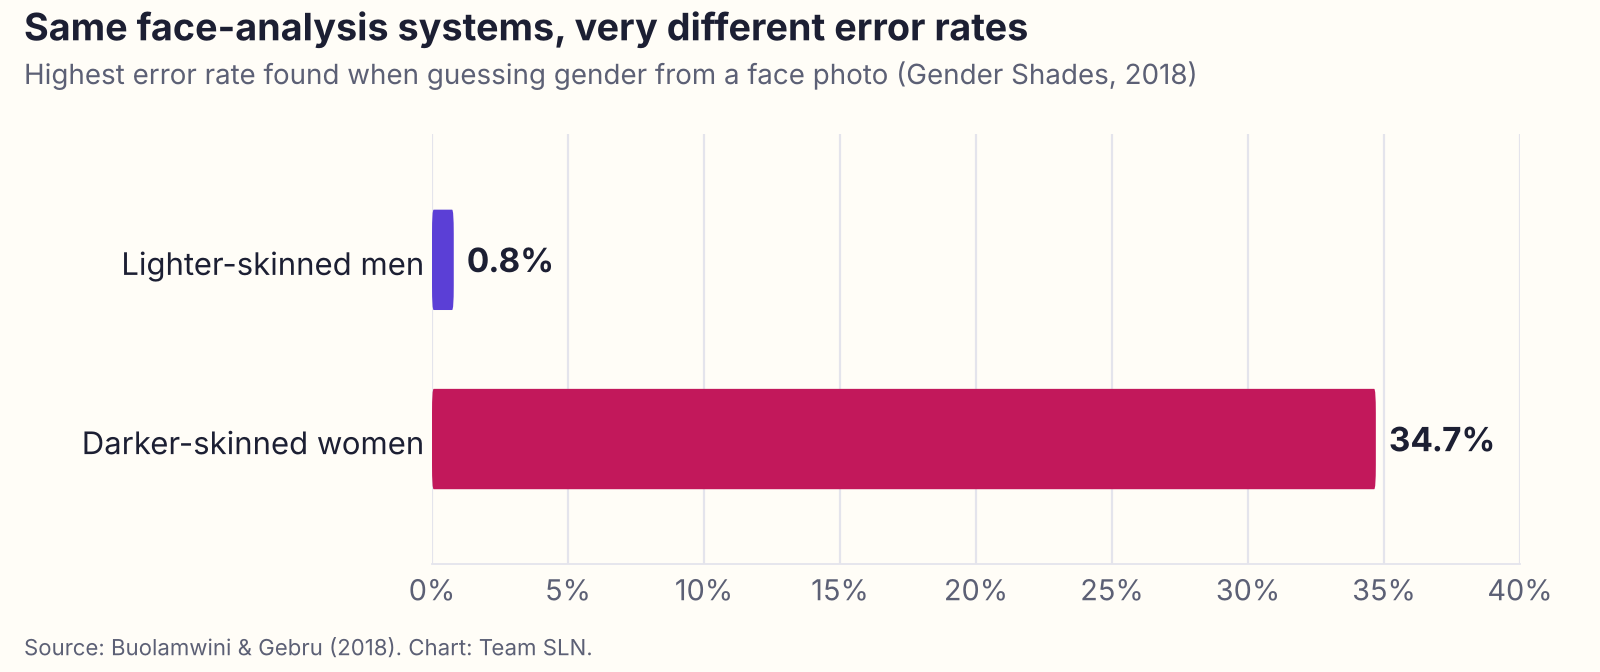 Same face-analysis systems, very different error rates
Highest error rate found when guessing gender from a face photo (Gender Shades, 2018)
Lighter-skinned men 0.8%
Darker-skinned women 34.7%
0% 5% 10% 15% 20% 25% 30% 35% 40%
Source: Buolamwini & Gebru (2018). Chart: Team SLN.